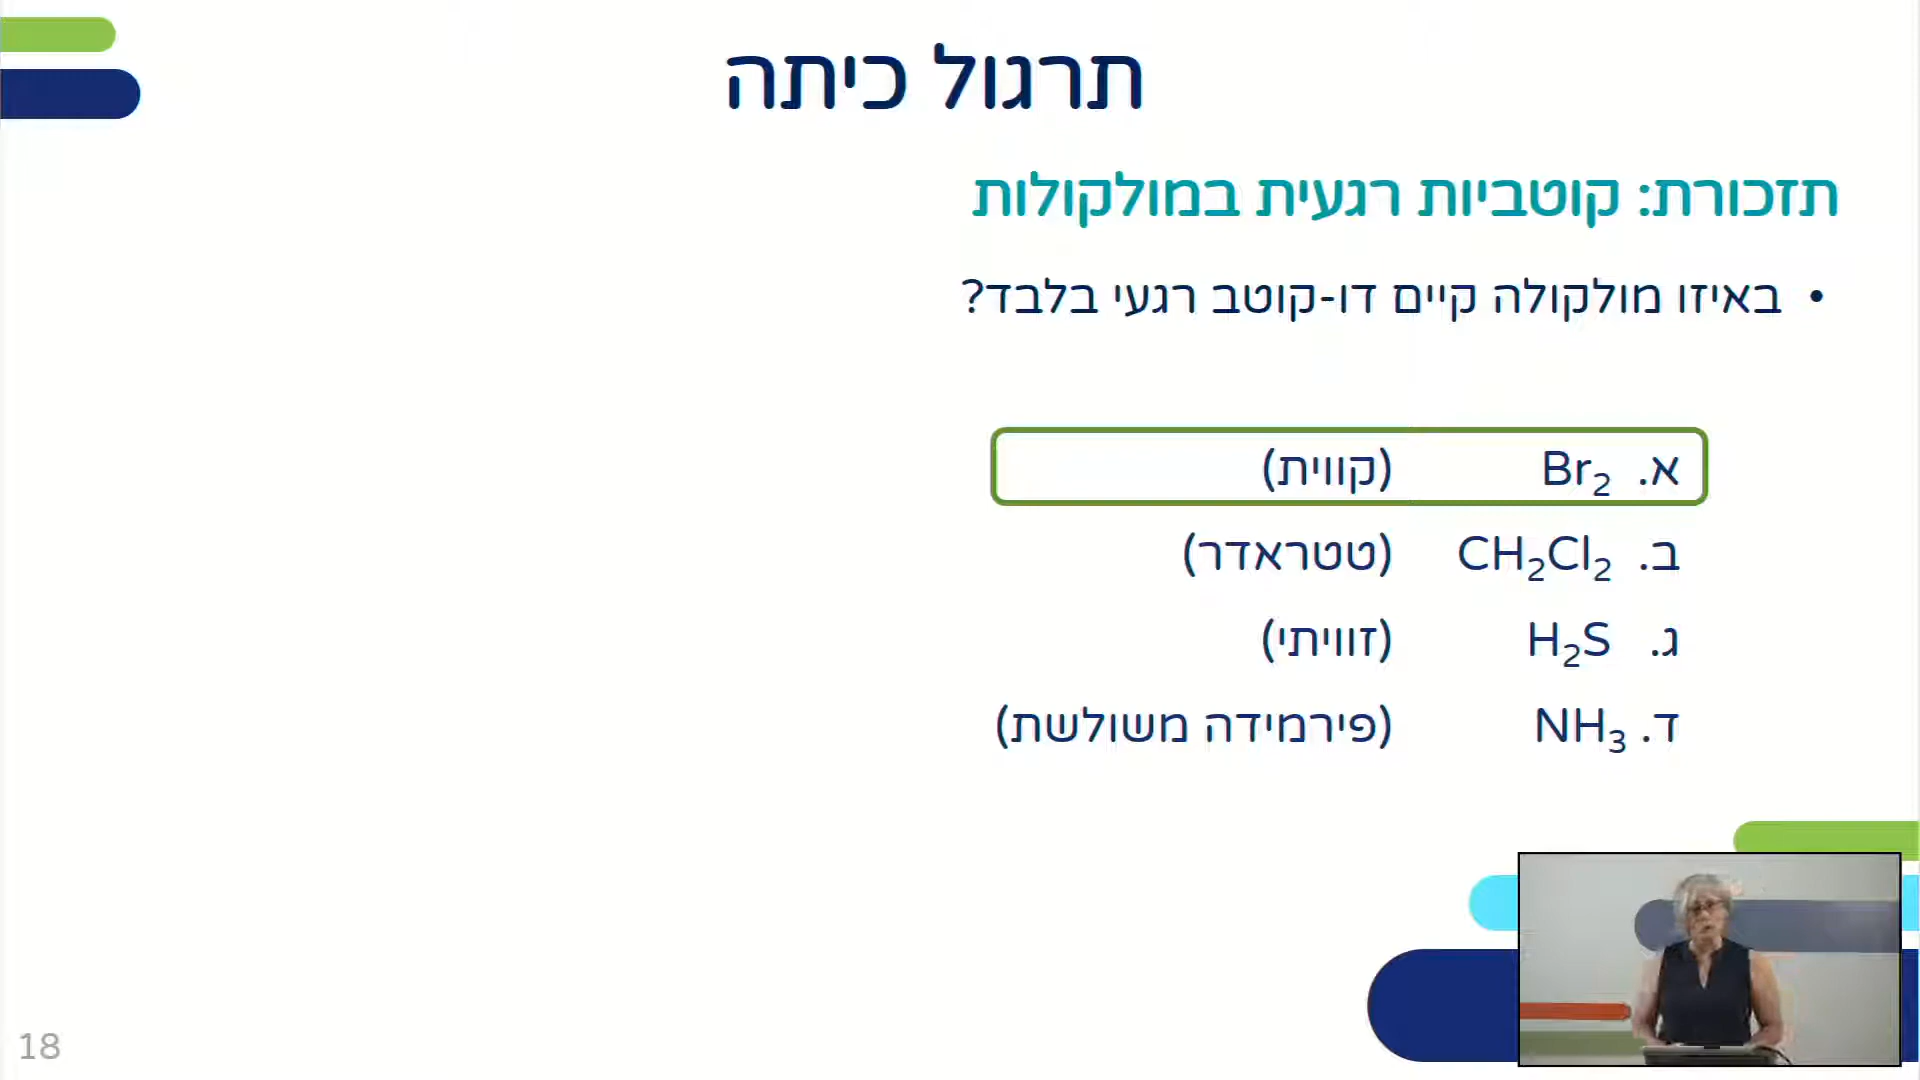 תרגול כיתה
תזכורת: קוטביות רגעית במולקולות
• באיזו מולקולה קיים דו-קוטב רגעי בלבד?
א. Br₂ (קווית)
ב. CH₂Cl₂ (טטראדר)
ג. H₂S (זוויתי)
ד. NH₃ (פירמידה משולשת)
18